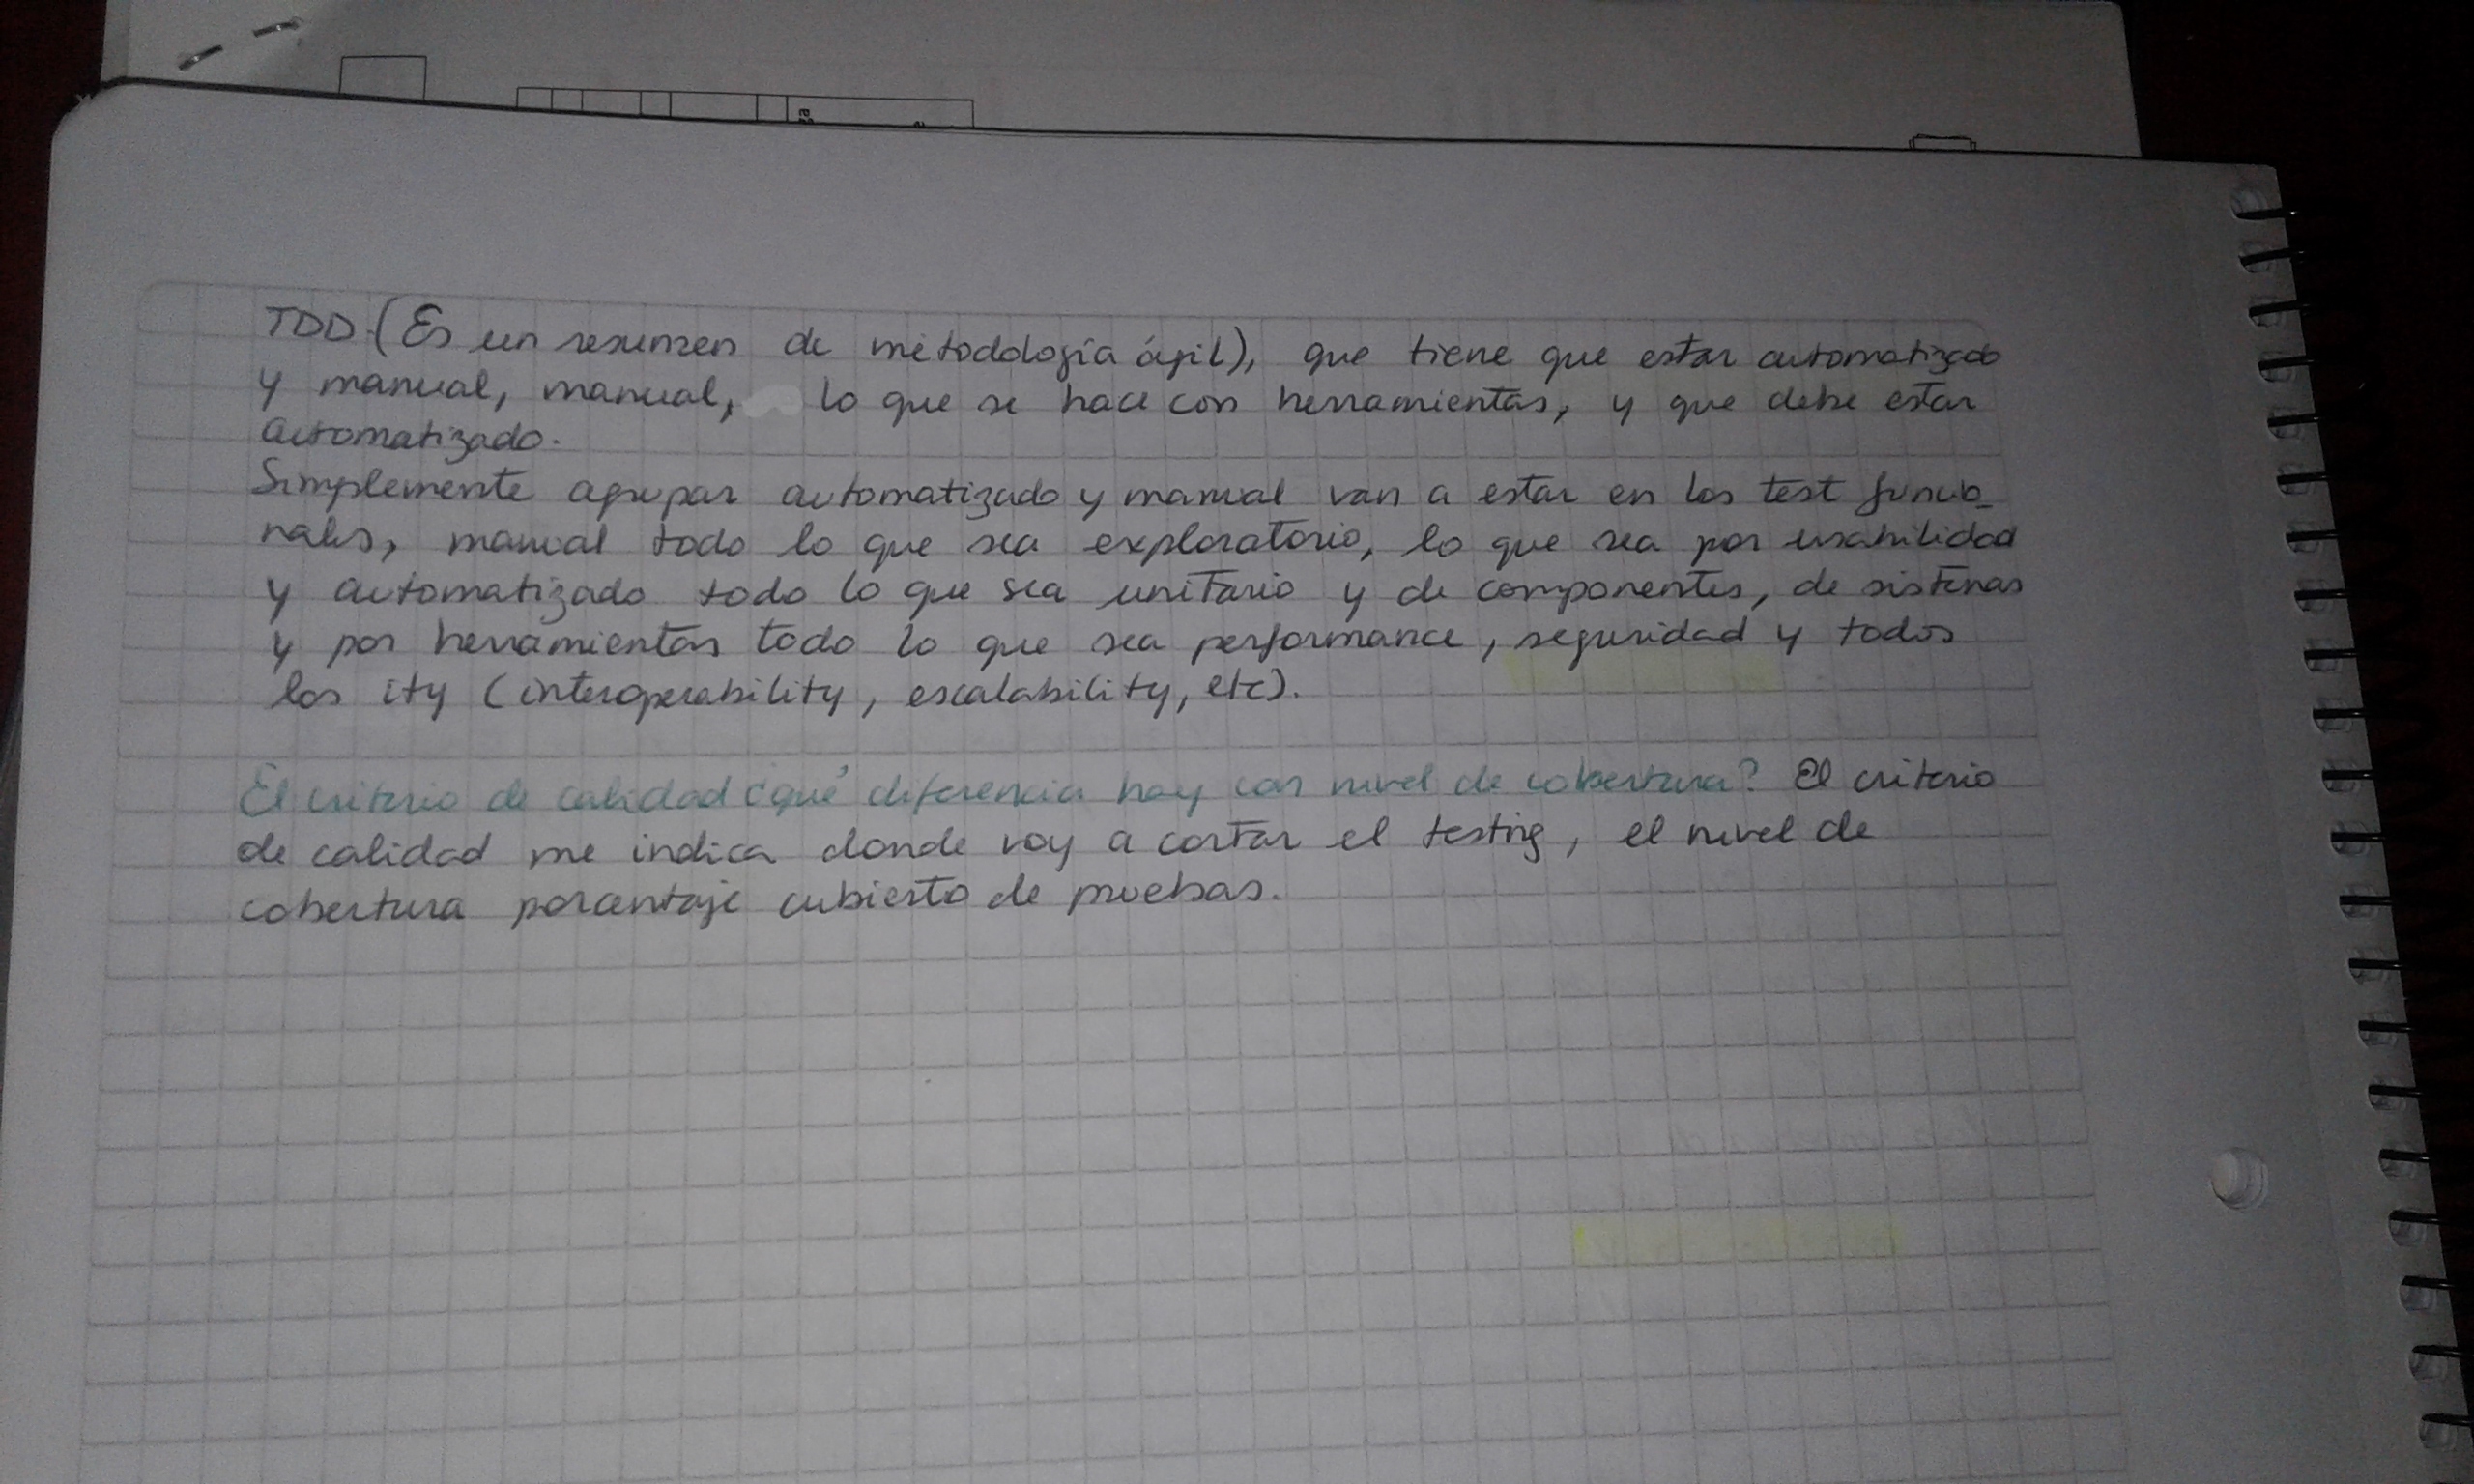 TDD (Es un resumen de metodología ágil), que tiene que estar automatizado
y manual, manual, lo que se hace con herramientas, y que debe estar
automatizado.
Simplemente agrupar automatizado y manual van a estar en los test funcio_
nales, manual todo lo que sea exploratorio, lo que sea por usabilidad
y automatizado todo lo que sea unitario y de componentes, de sistemas
y por herramientas todo lo que sea performance, seguridad y todos
los ity (interoperability, escalability, etc).
El criterio de calidad ¿qué diferencia hay con nivel de cobertura? El criterio
de calidad me indica donde voy a cortar el testing, el nivel de
cobertura porcentaje cubierto de pruebas.